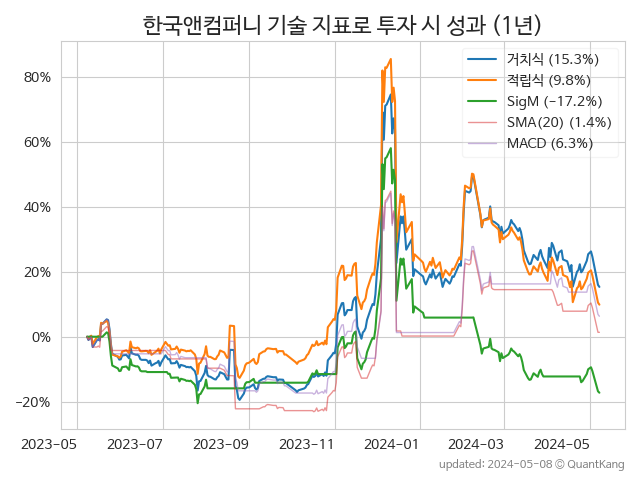 한국앤컴퍼니 기술 지표로 투자 시 성과 (1년)
거치식 (15.3%)
적립식 (9.8%)
SigM (−17.2%)
SMA(20) (1.4%)
MACD (6.3%)
80%
60%
40%
20%
0%
−20%
2023-05 2023-07 2023-09 2023-11 2024-01 2024-03 2024-05
updated: 2024-05-08 © QuantKang